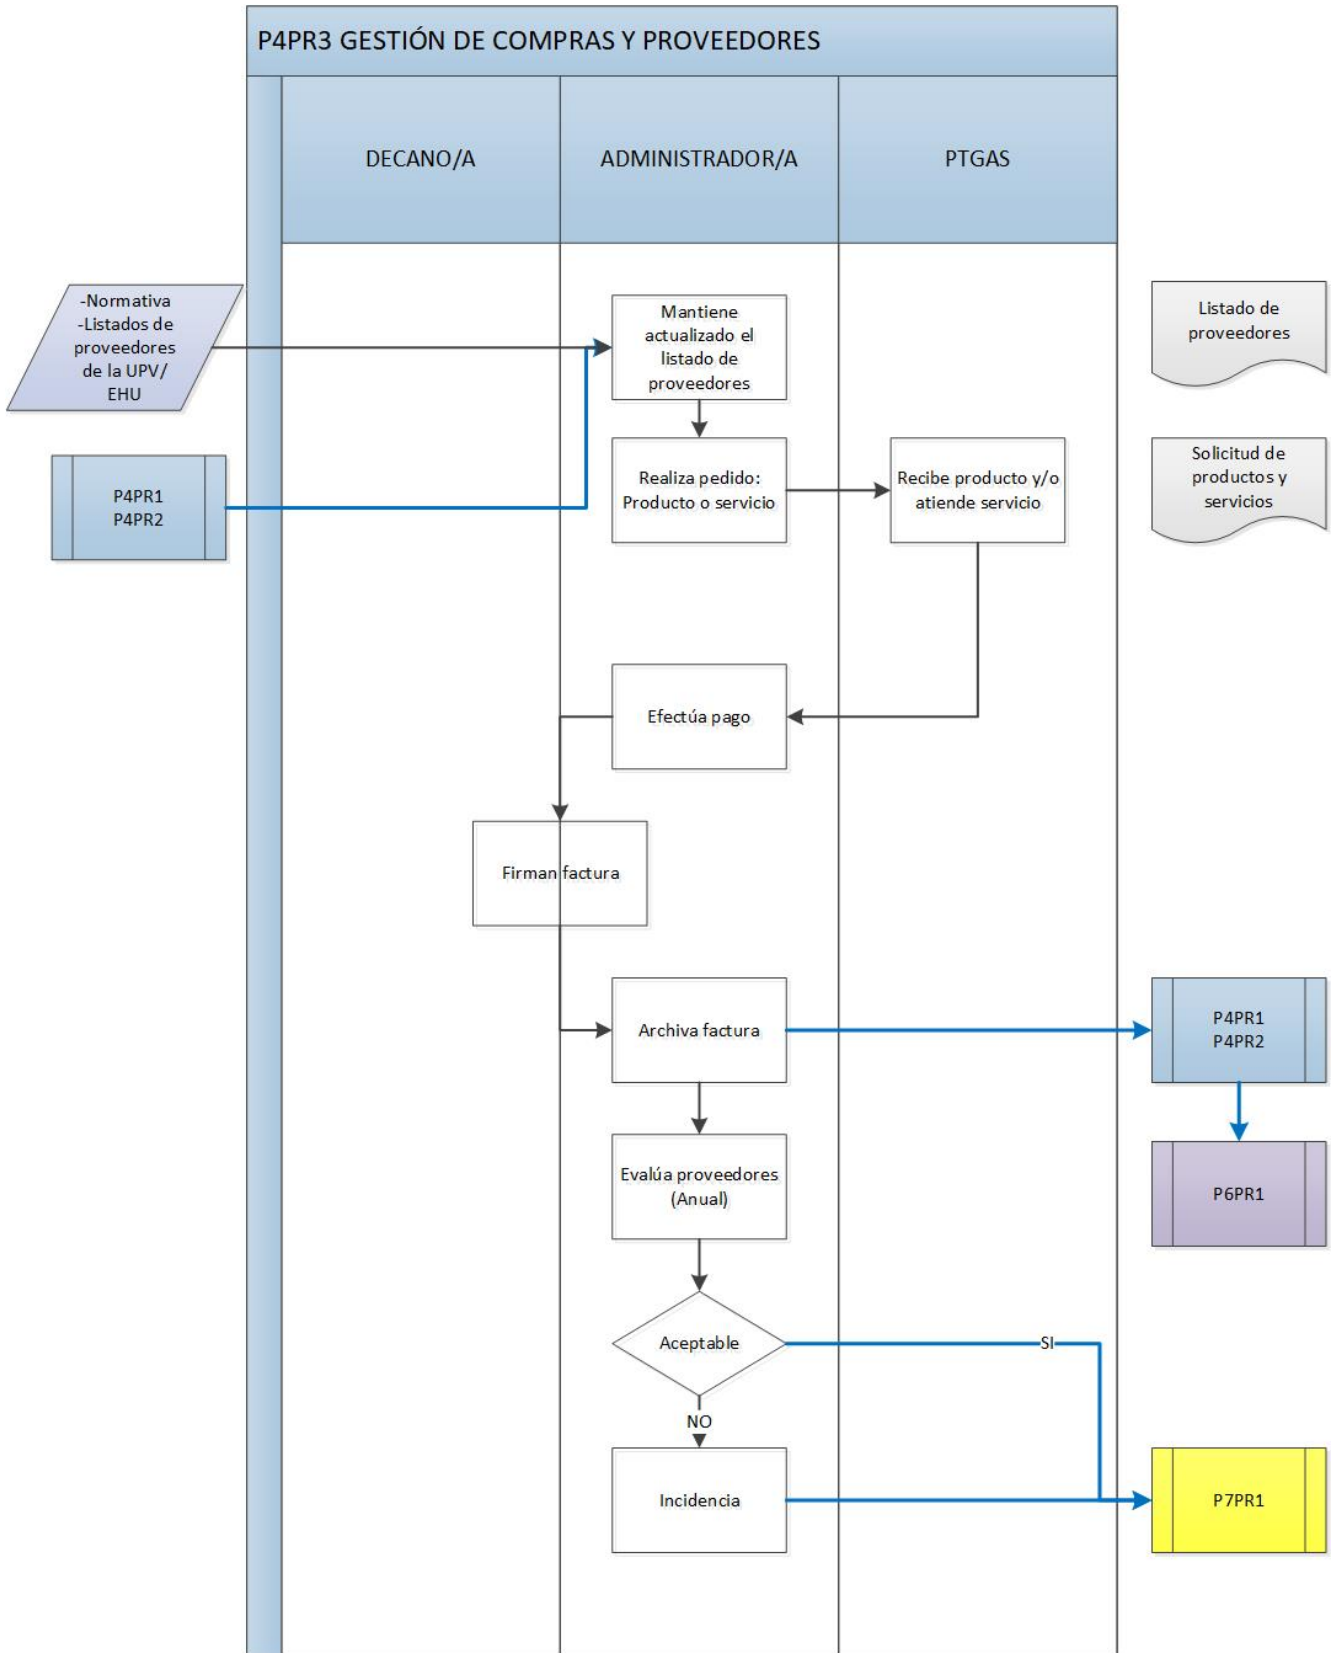 P4PR3 GESTIÓN DE COMPRAS Y PROVEEDORES
DECANO/A
ADMINISTRADOR/A
PTGAS
-Normativa
-Listados de
proveedores
de la UPV/
EHU
Mantiene
actualizado el
listado de
proveedores
Listado de
proveedores
P4PR1
P4PR2
Realiza pedido:
Producto o servicio
Recibe producto y/o
atiende servicio
Solicitud de
productos y
servicios
Efectúa pago
Firman factura
Archiva factura
P4PR1
P4PR2
Evalúa proveedores
(Anual)
P6PR1
Aceptable
SI
NO
Incidencia
P7PR1